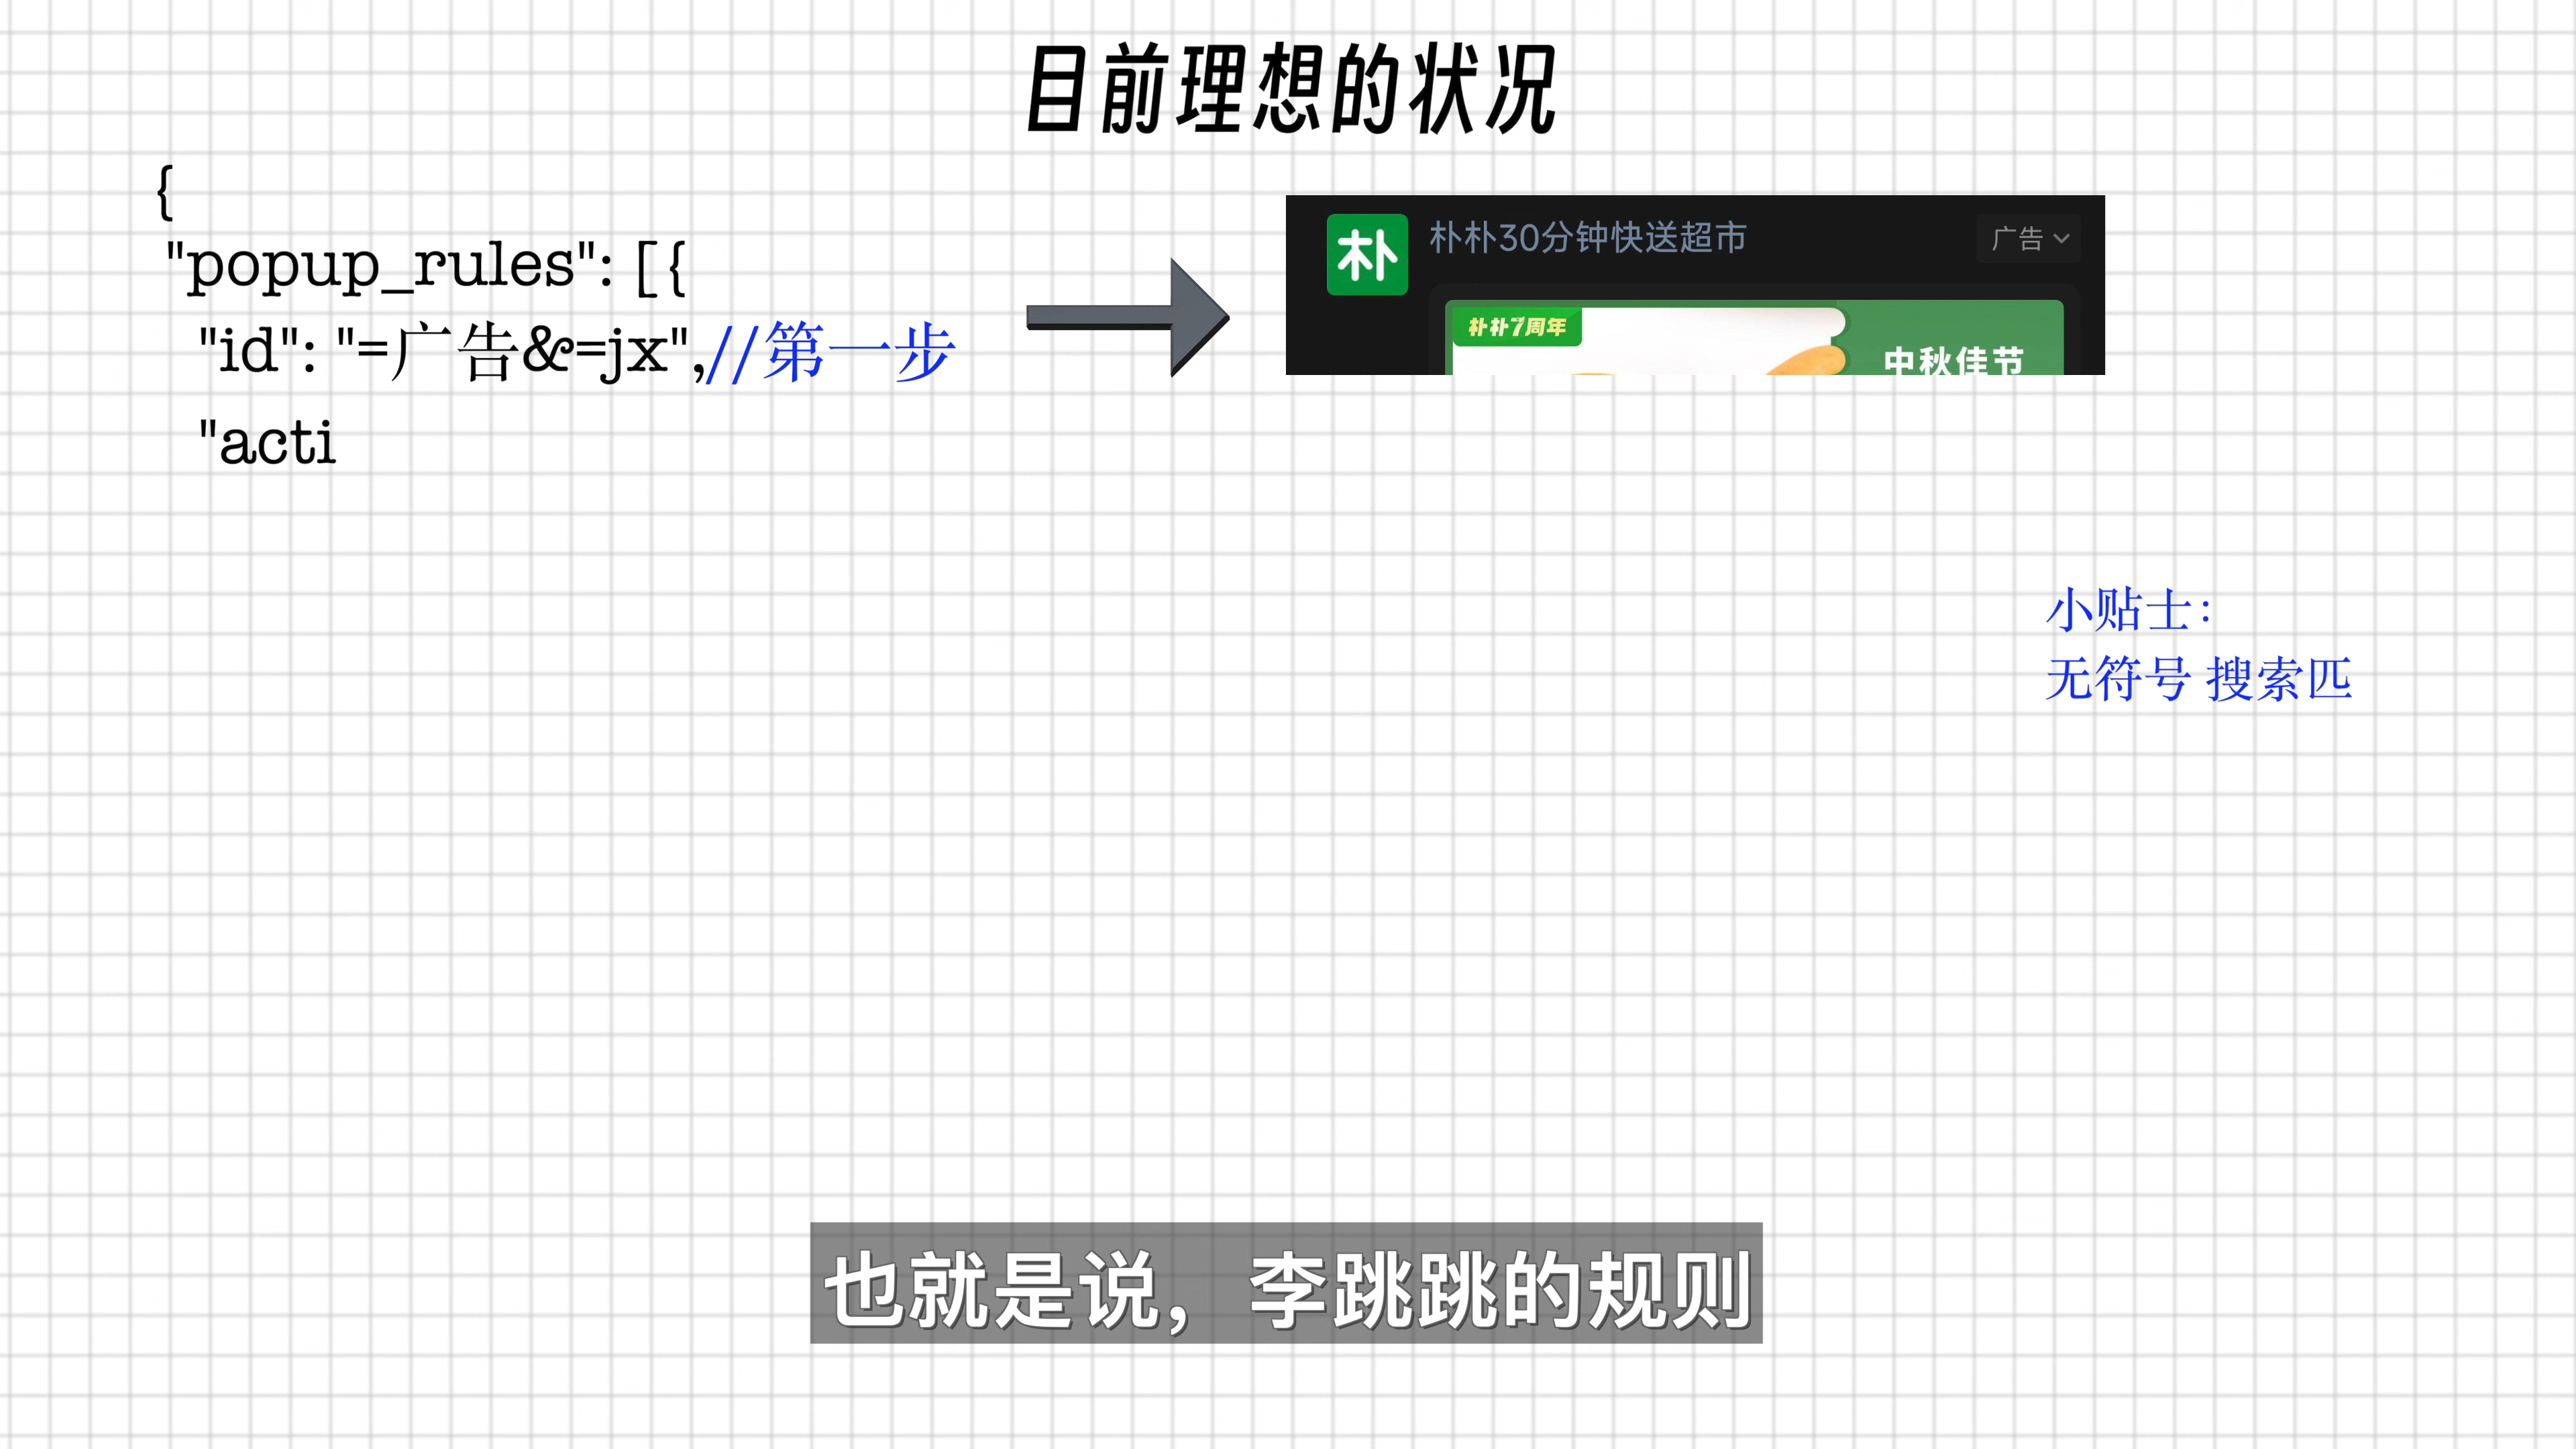 目前理想的状况
{
"popup_rules": [{
"id": "=广告&=jx",//第一步
"acti
朴
朴朴30分钟快送超市
广告
朴朴7周年
中秋佳节
小贴士：
无符号 搜索匹
也就是说，李跳跳的规则